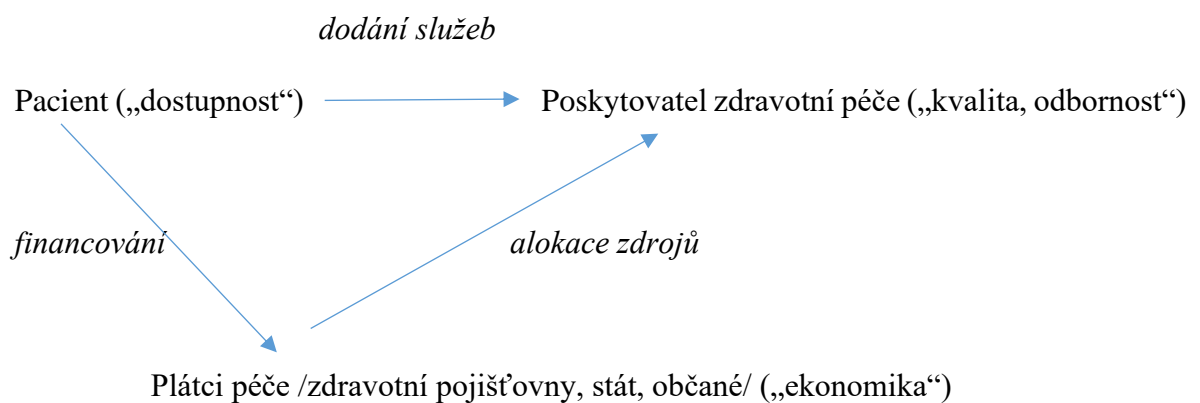 dodání služeb
Pacient („dostupnost“) Poskytovatel zdravotní péče („kvalita, odbornost“)
financování alokace zdrojů
Plátci péče /zdravotní pojišťovny, stát, občané/ („ekonomika“)